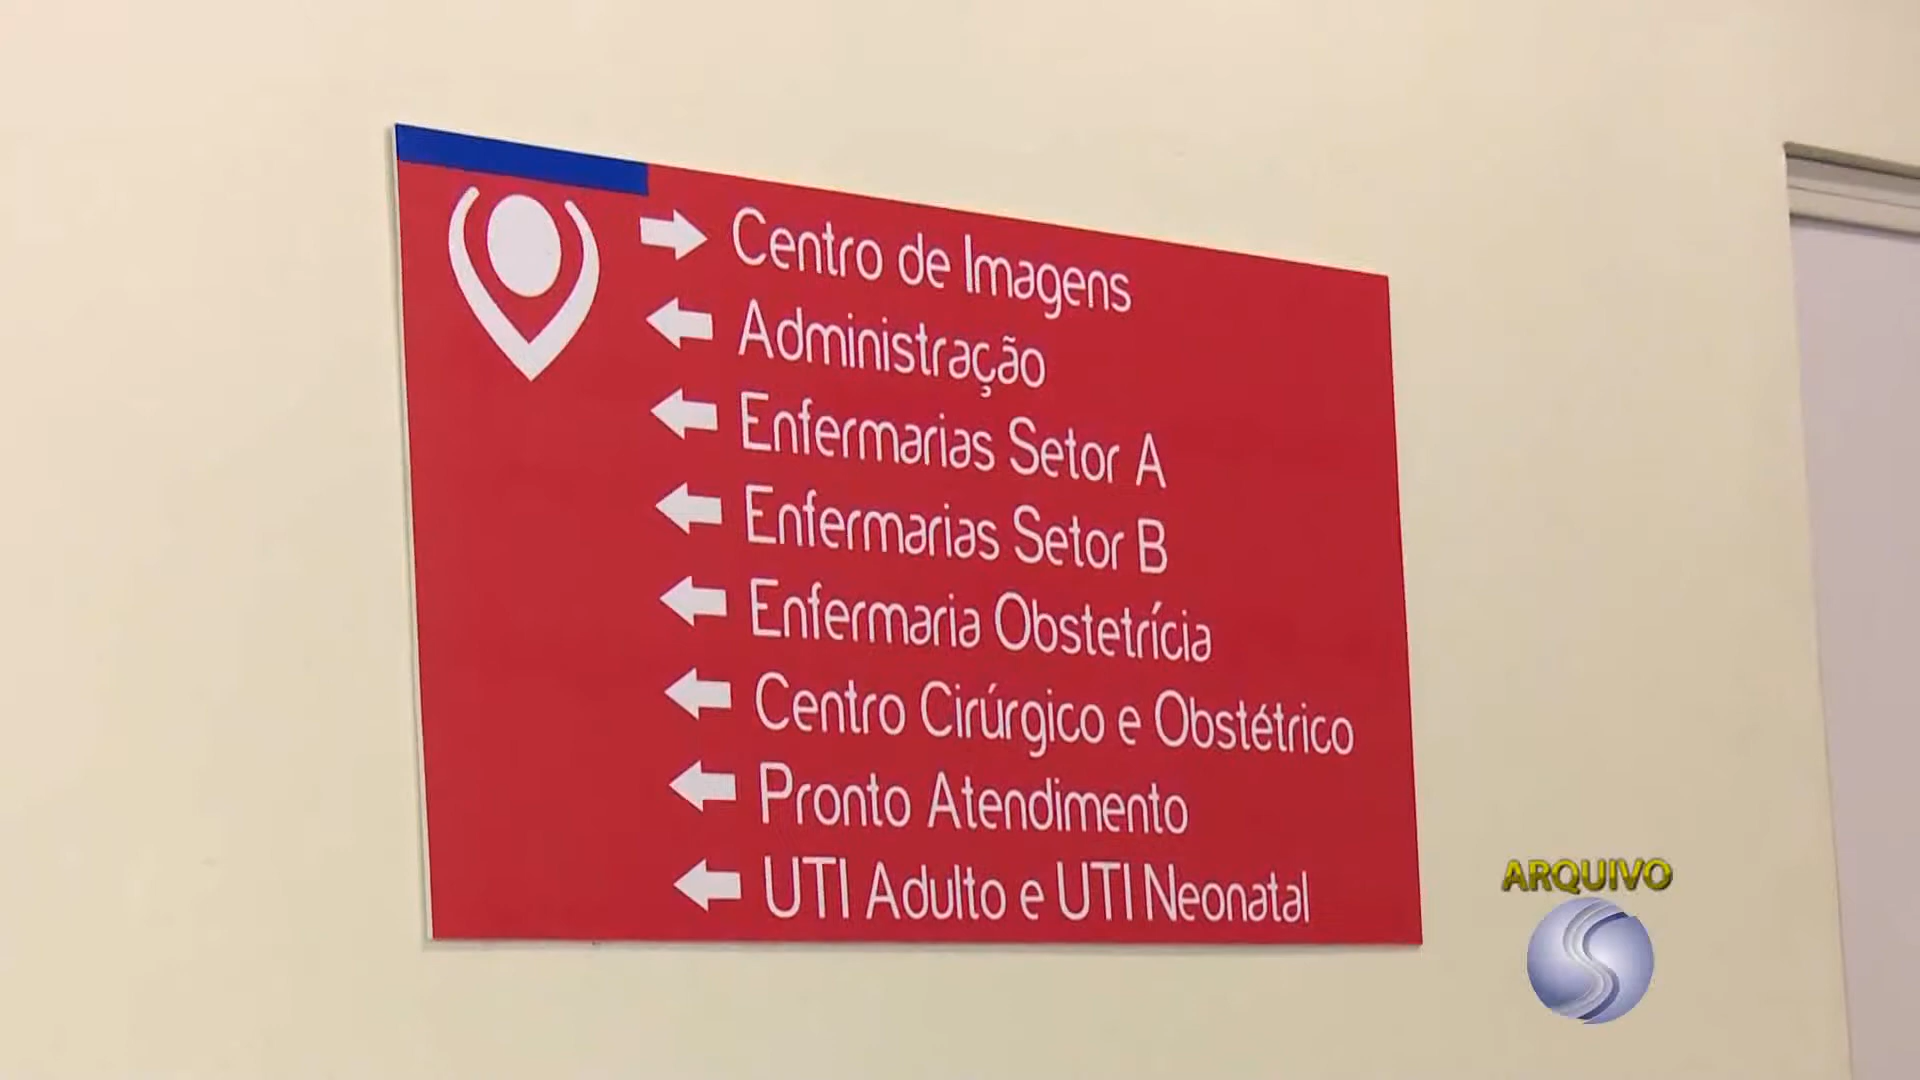 Centro de Imagens
Administração
Enfermarias Setor A
Enfermarias Setor B
Enfermaria Obstetrícia
Centro Cirúrgico e Obstétrico
Pronto Atendimento
UTI Adulto e UTI Neonatal
ARQUIVO